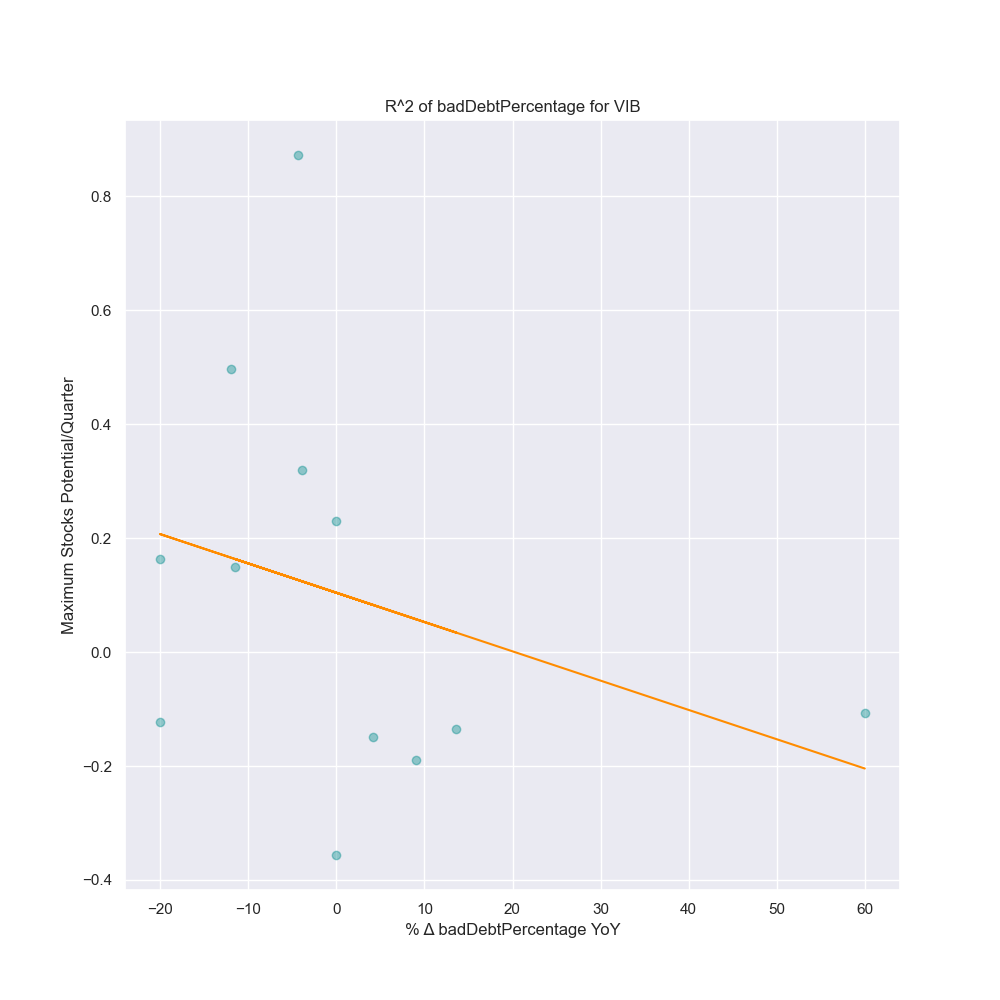 R^2 of badDebtPercentage for VIB
Maximum Stocks Potential/Quarter
0.8
0.6
0.4
0.2
0.0
−0.2
−0.4
−20 −10 0 10 20 30 40 50 60
% Δ badDebtPercentage YoY